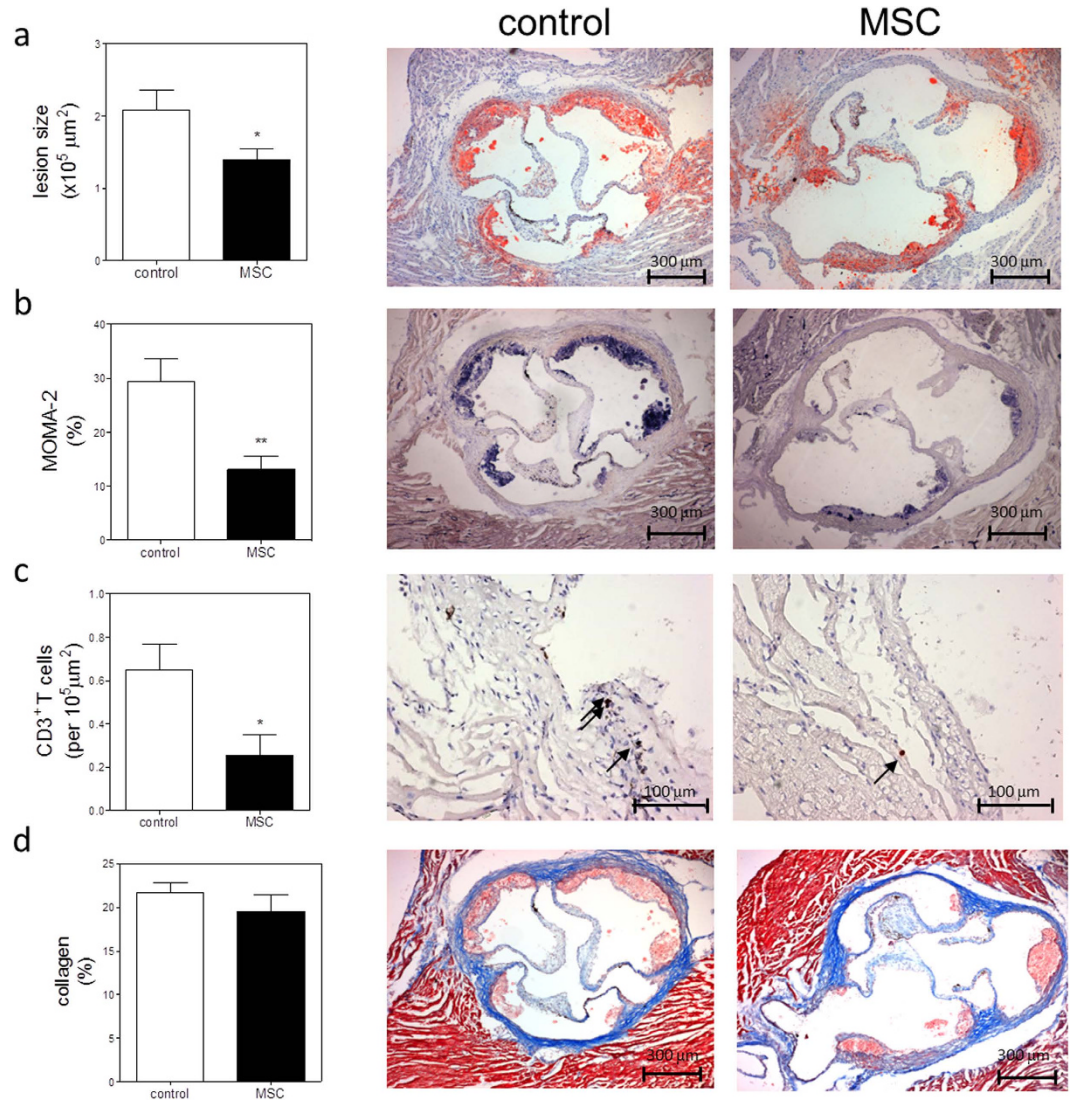 control
MSC
a
3
2
1
0
lesion size
(x10⁵ µm²)
*
control
MSC
300 µm
300 µm
b
40
30
20
10
0
MOMA-2
(%)
**
control
MSC
300 µm
300 µm
c
1.0
0.8
0.6
0.4
0.2
0.0
CD3⁺ T cells
(per 10⁵µm²)
*
control
MSC
100 µm
100 µm
d
25
20
15
10
5
0
collagen
(%)
control
MSC
300 µm
300 µm